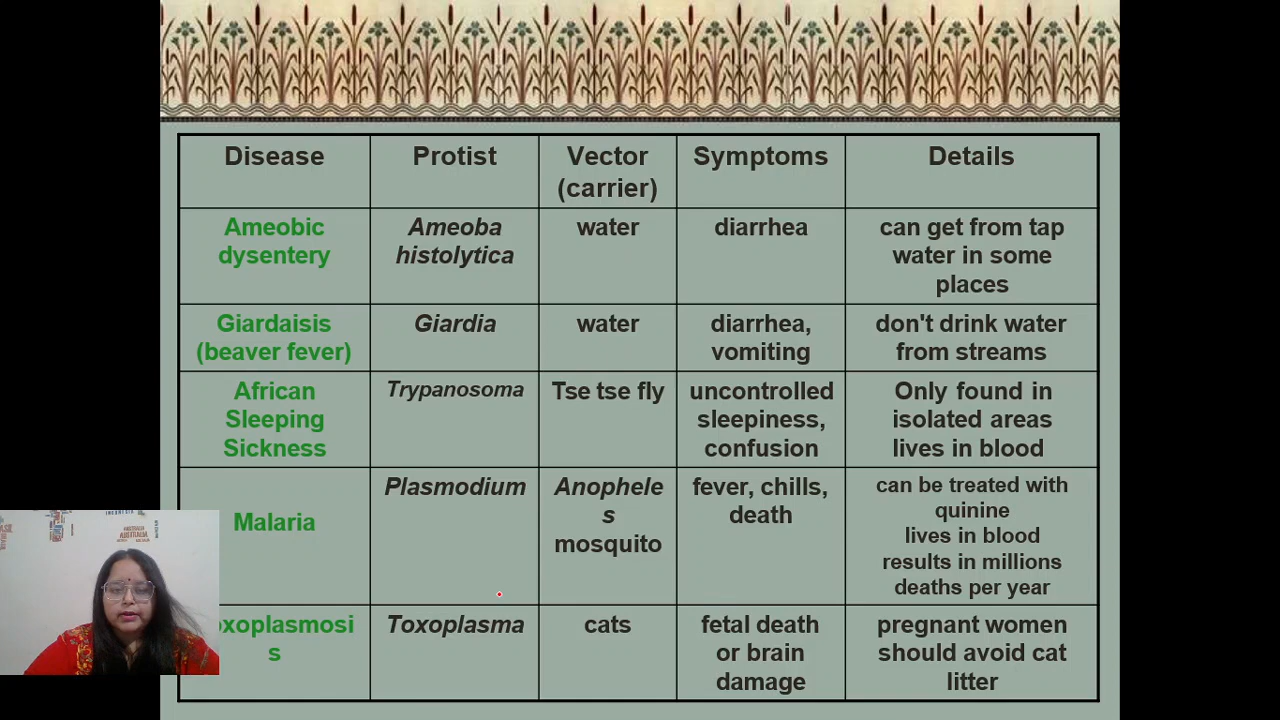 Disease Protist Vector (carrier) Symptoms Details
Ameobic
dysentery
Ameoba
histolytica
water
diarrhea
can get from tap
water in some
places
Giardaisis
(beaver fever)
Giardia
water
diarrhea,
vomiting
don't drink water
from streams
African
Sleeping
Sickness
Trypanosoma
Tse tse fly
uncontrolled
sleepiness,
confusion
Only found in
isolated areas
lives in blood
Malaria
Plasmodium
Anophele
s
mosquito
fever, chills,
death
can be treated with
quinine
lives in blood
results in millions
deaths per year
oxoplasmosi
s
Toxoplasma
cats
fetal death
or brain
damage
pregnant women
should avoid cat
litter
AUSTRALIA